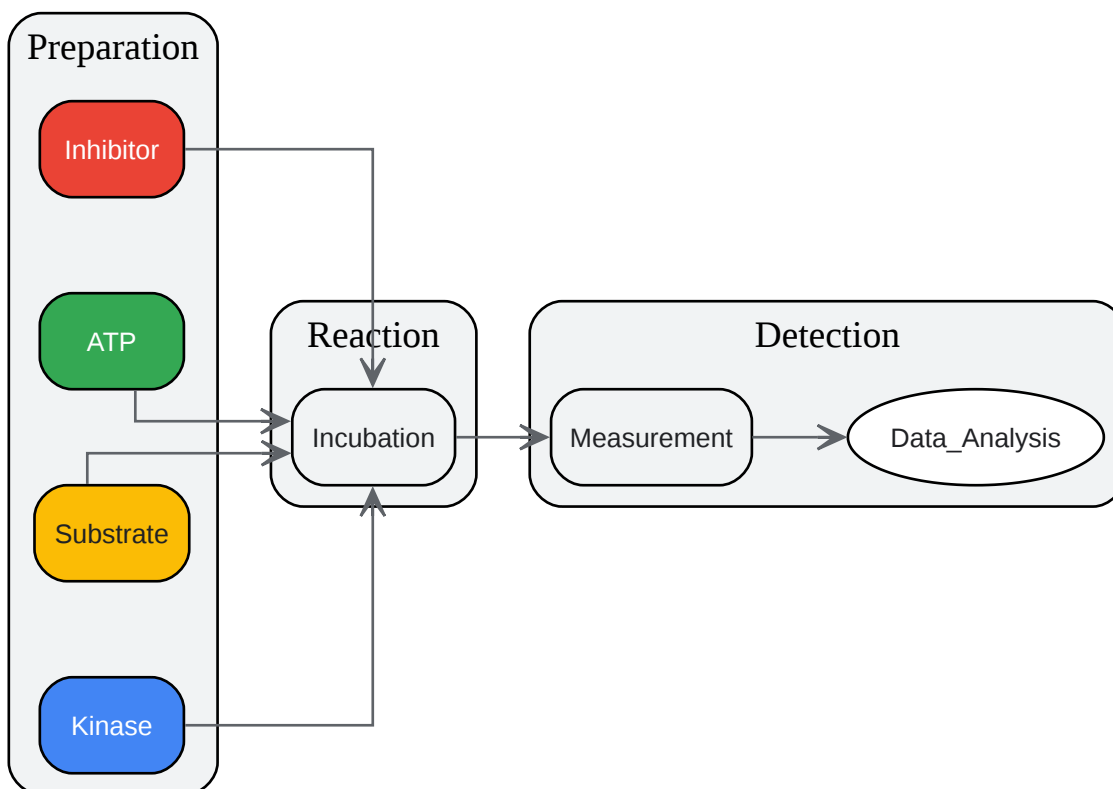 Preparation
Inhibitor
ATP
Substrate
Kinase
Reaction
Incubation
Detection
Measurement
Data_Analysis